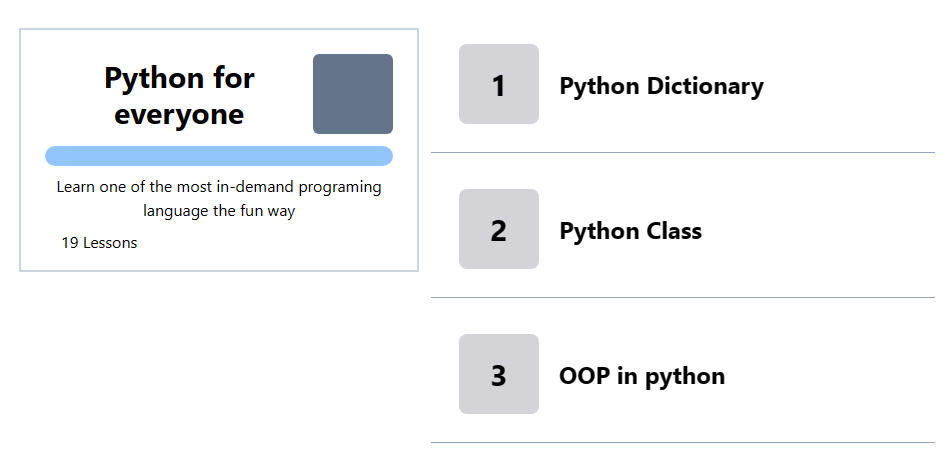 Python for
everyone
Learn one of the most in-demand programing
language the fun way
19 Lessons
1
Python Dictionary
2
Python Class
3
OOP in python